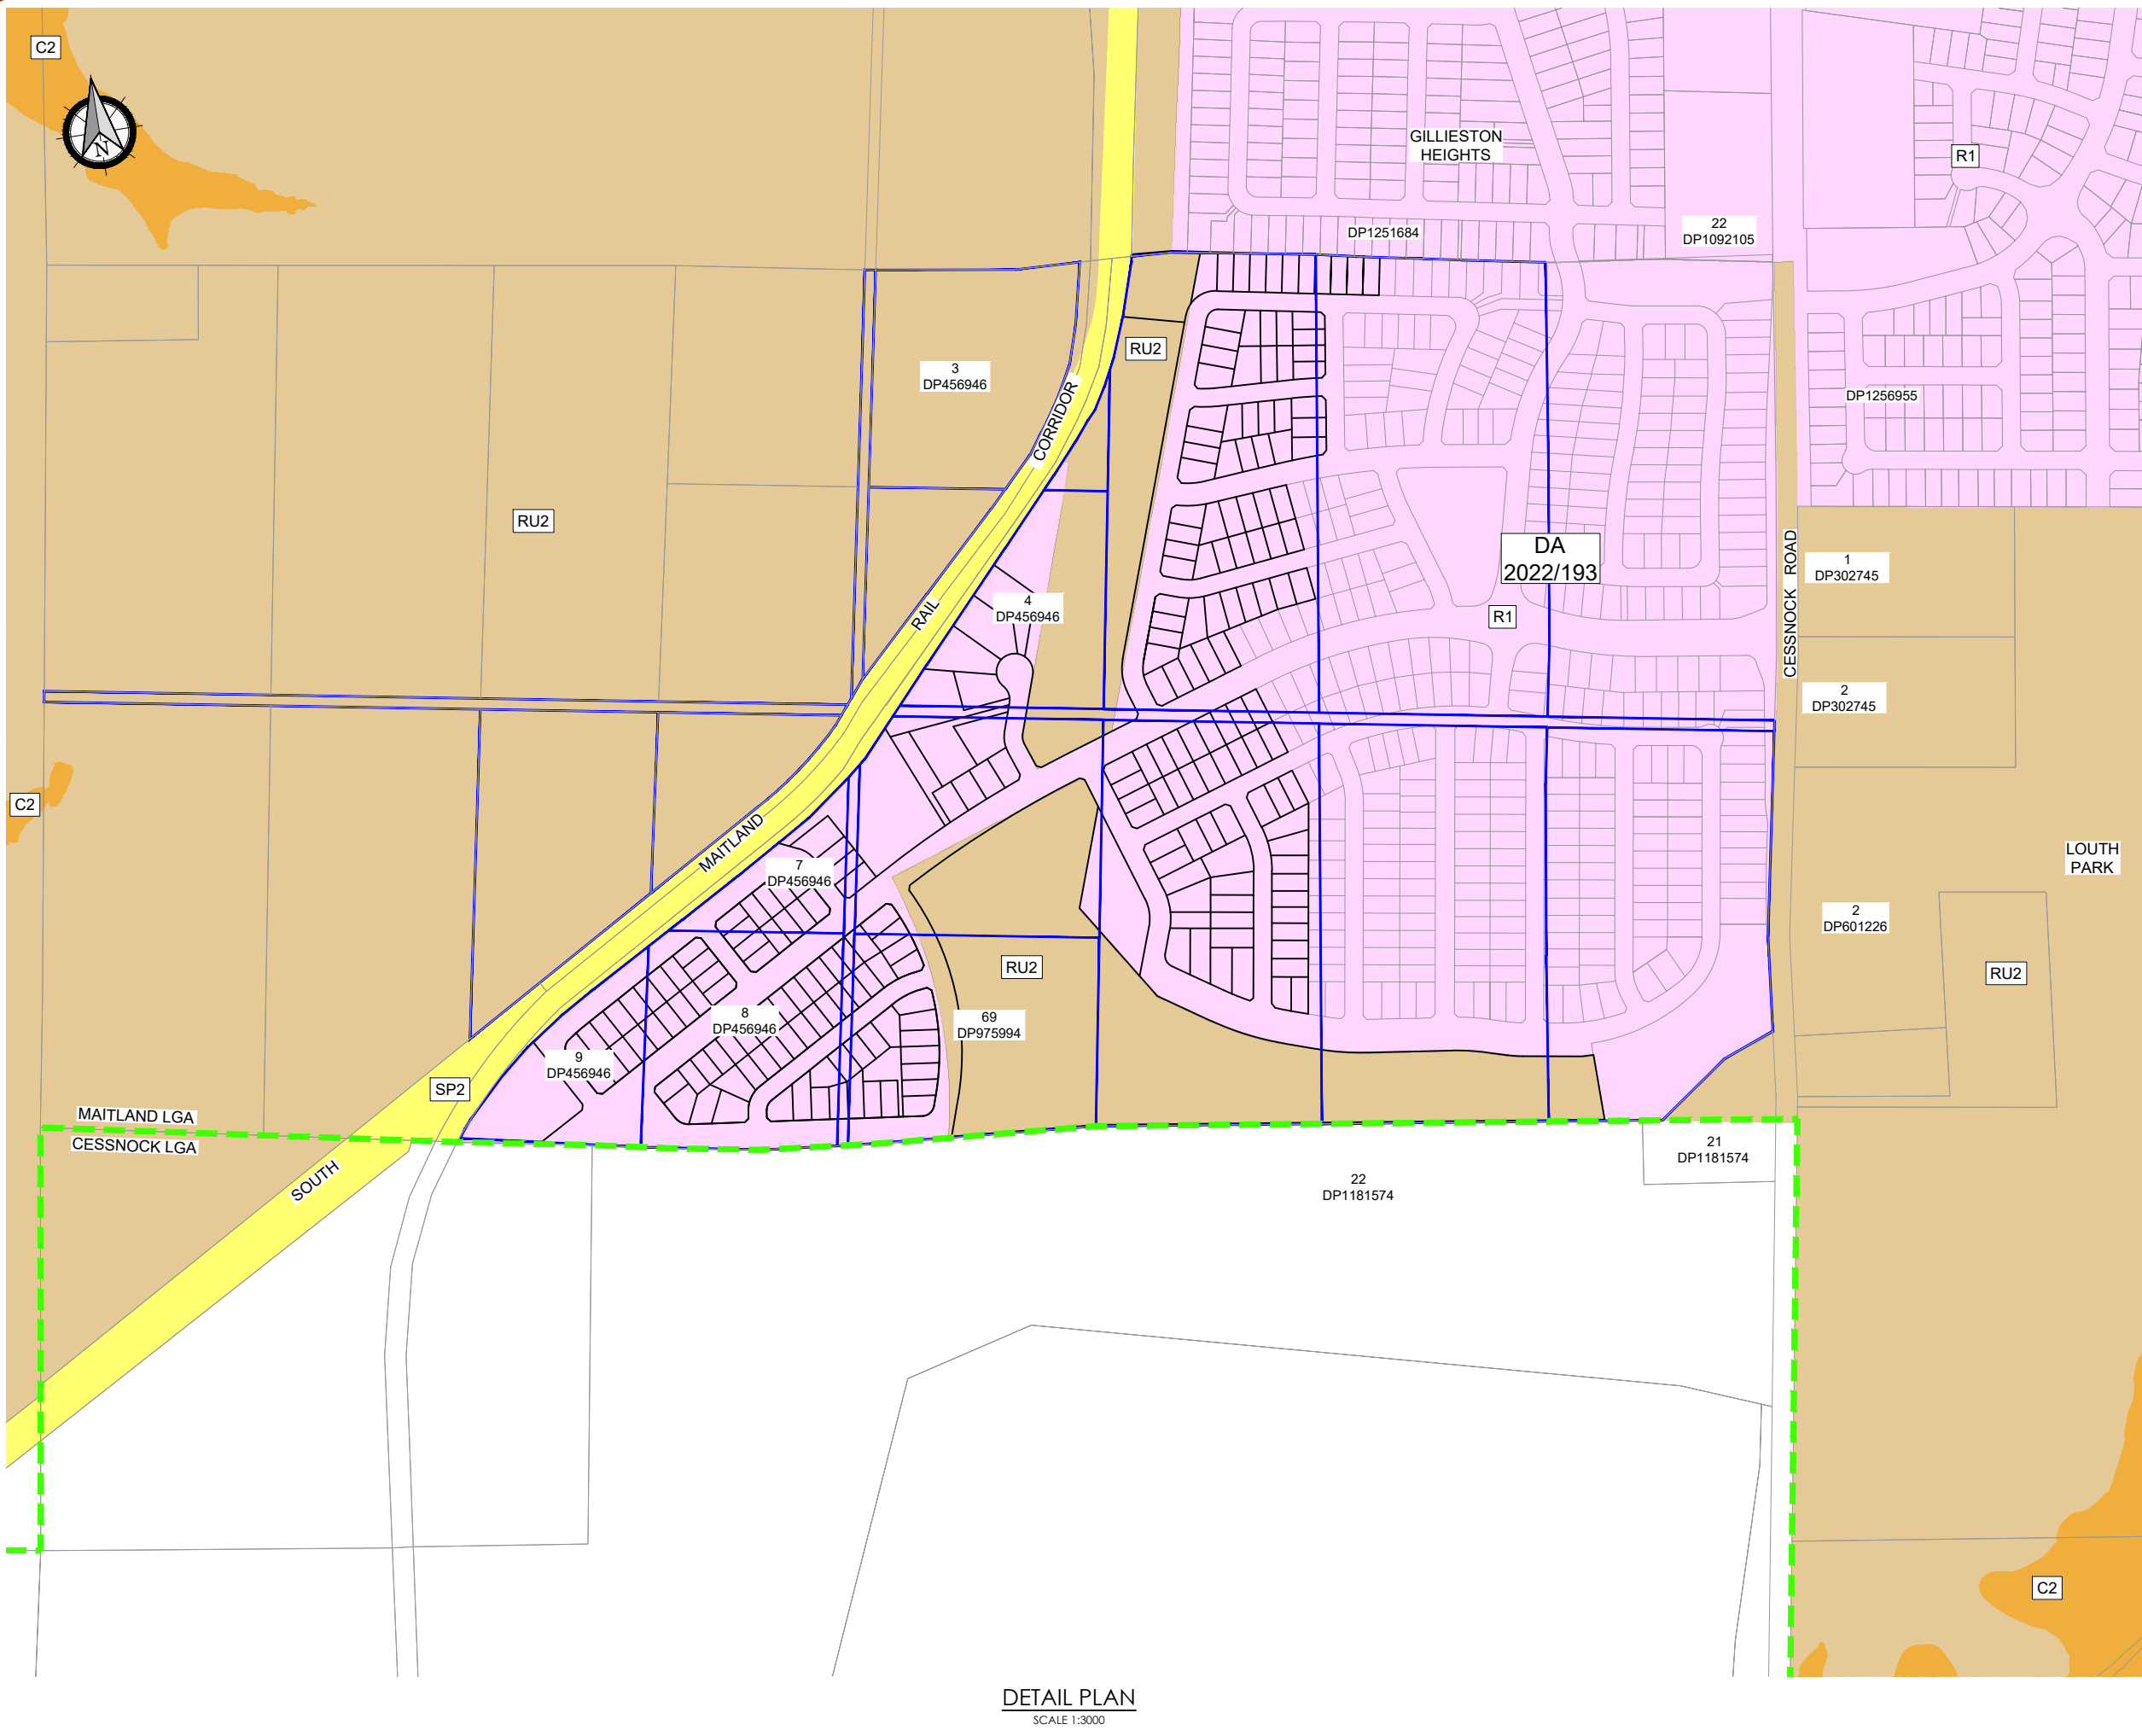 C2
N
GILLIESTON
HEIGHTS
R1
DP1251684
22
DP1092105
RU2
3
DP456946
CORRIDOR
DP1256955
RU2
DA
2022/193
CESSNOCK ROAD
1
DP302745
RAIL
4
DP456946
R1
2
DP302745
C2
MAITLAND
7
DP456946
LOUTH
PARK
2
DP601226
RU2
RU2
8
DP456946
69
DP975994
9
DP456946
SP2
MAITLAND LGA
CESSNOCK LGA
SOUTH
21
DP1181574
22
DP1181574
C2
DETAIL PLAN
SCALE 1:3000